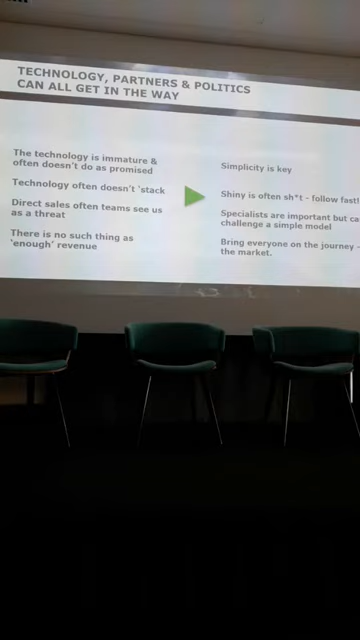 TECHNOLOGY, PARTNERS & POLITICS
CAN ALL GET IN THE WAY
The technology is immature &
often doesn't do as promised
Technology often doesn't 'stack
Direct sales often teams see us
as a threat
There is no such thing as
'enough' revenue
Simplicity is key
Shiny is often sh*t – follow fast!
Specialists are important but ca
challenge a simple model
Bring everyone on the journey –
the market.